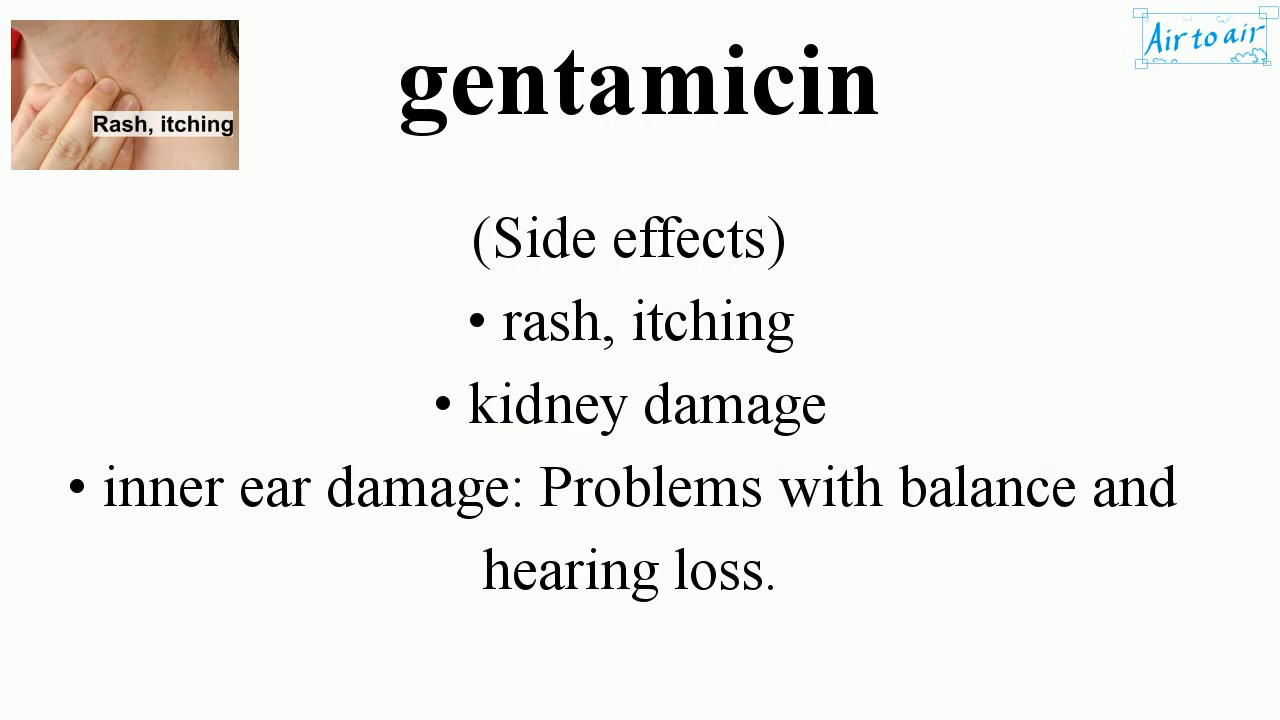 gentamicin
Air to air
Rash, itching
(Side effects)
• rash, itching
• kidney damage
• inner ear damage: Problems with balance and
hearing loss.